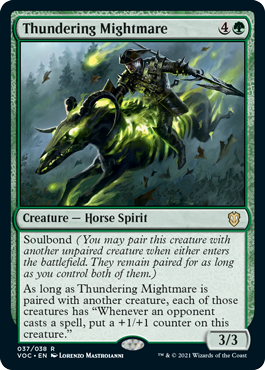 Thundering Mightmare 4
Creature — Horse Spirit
Soulbond (You may pair this creature with
another unpaired creature when either enters
the battlefield. They remain paired for as long
as you control both of them.)
As long as Thundering Mightmare is
paired with another creature, each of those
creatures has “Whenever an opponent
casts a spell, put a +1/+1 counter on this
creature.”
3/3
037/038 R
VOC • EN Lorenzo Mastroianni
™ & © 2021 Wizards of the Coast